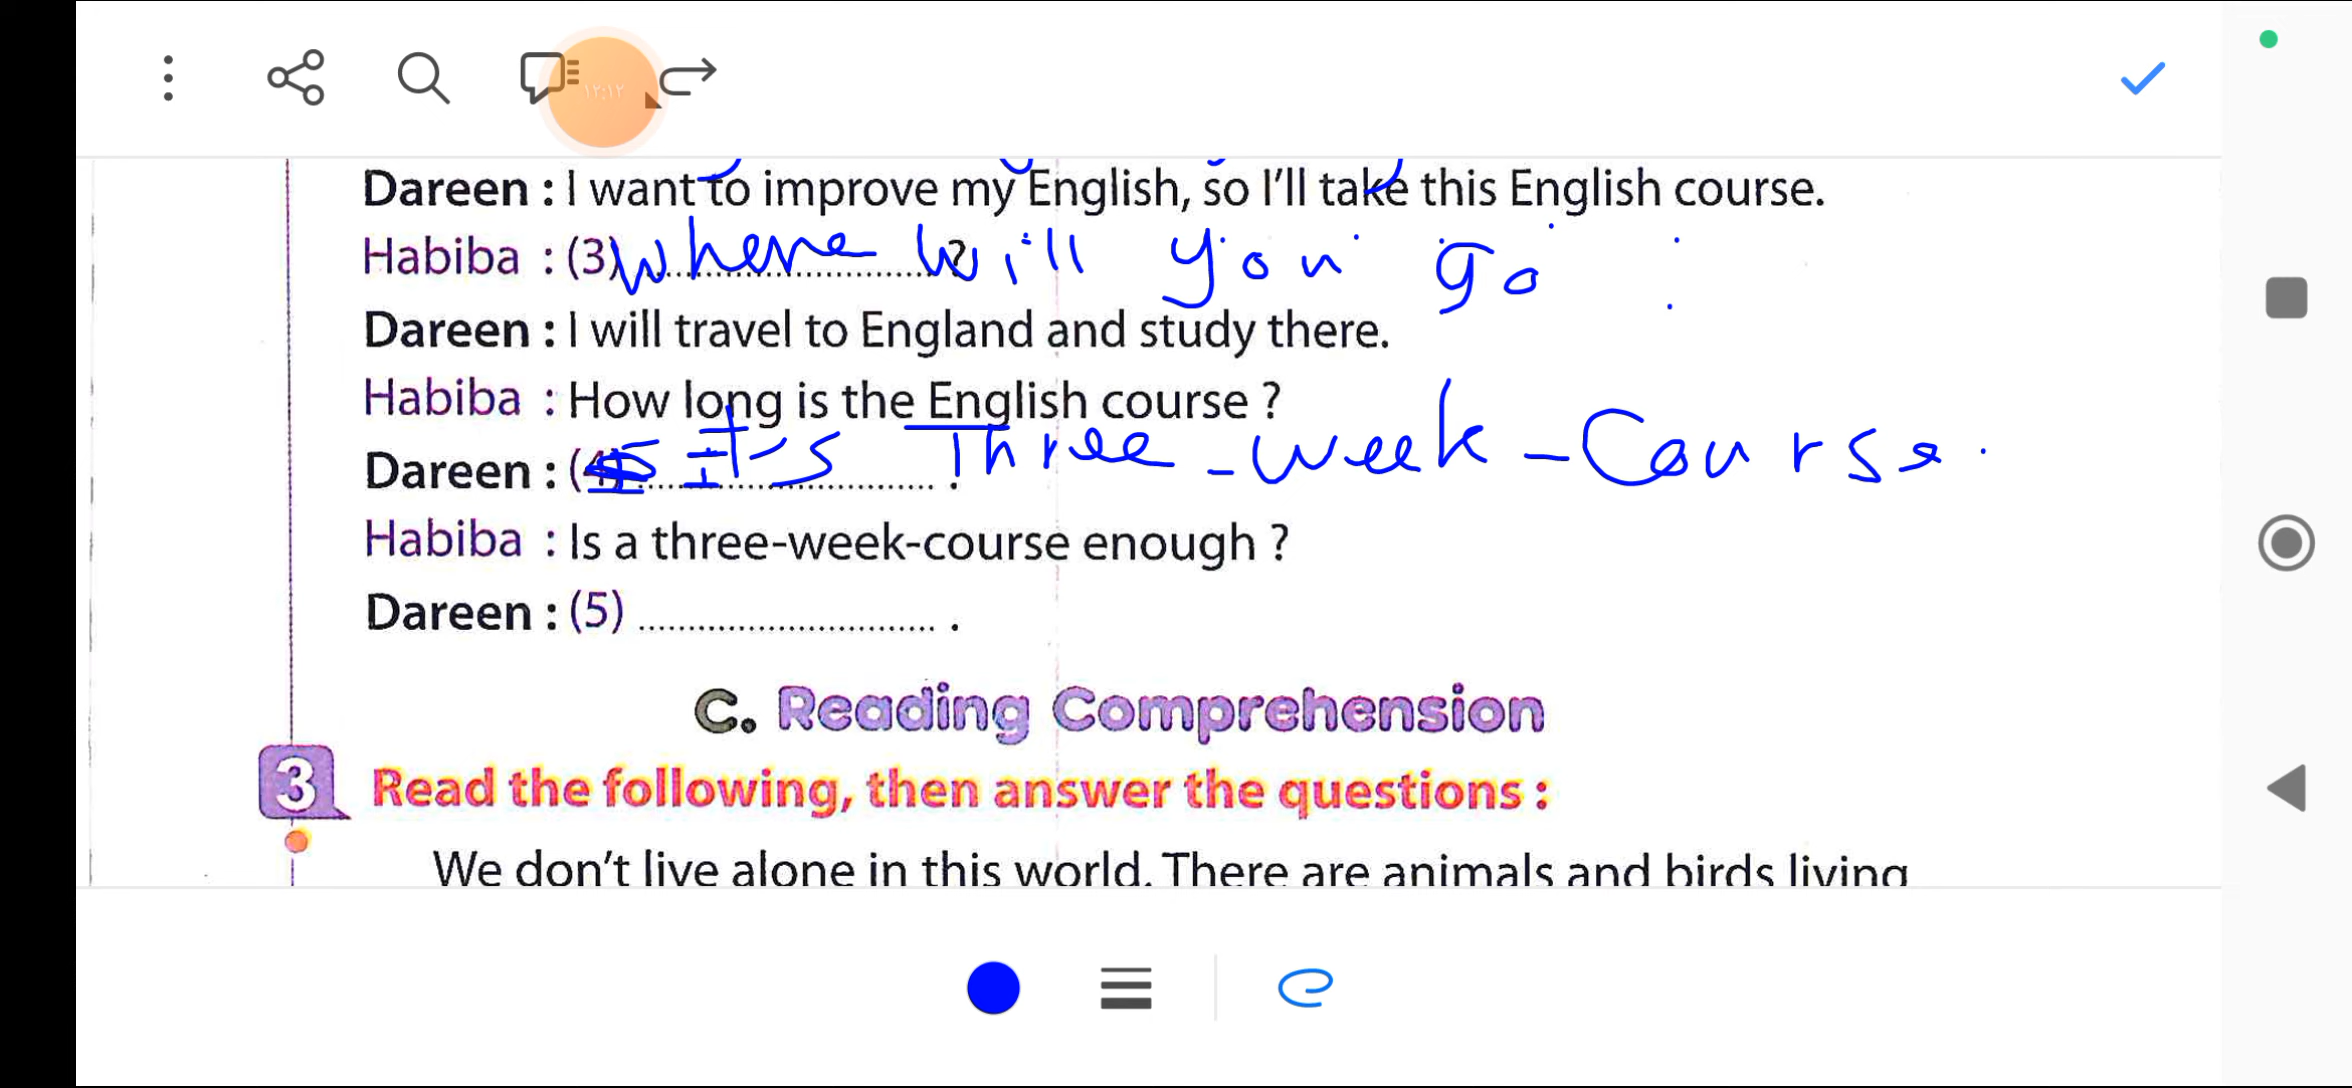 ١٢:١٢
Dareen : I want to improve my English, so I'll take this English course.
Habiba : (3) Where will you go ?
Dareen : I will travel to England and study there.
Habiba : How long is the English course ?
Dareen : (4) It's Three-week-Course.
Habiba : Is a three-week-course enough ?
Dareen : (5) .............................. .
C. Reading Comprehension
3 Read the following, then answer the questions :
We don't live alone in this world. There are animals and birds living